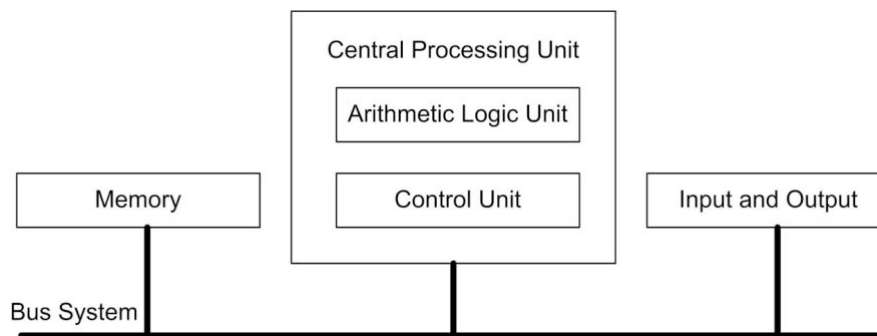 Central Processing Unit
Arithmetic Logic Unit
Memory
Control Unit
Input and Output
Bus System